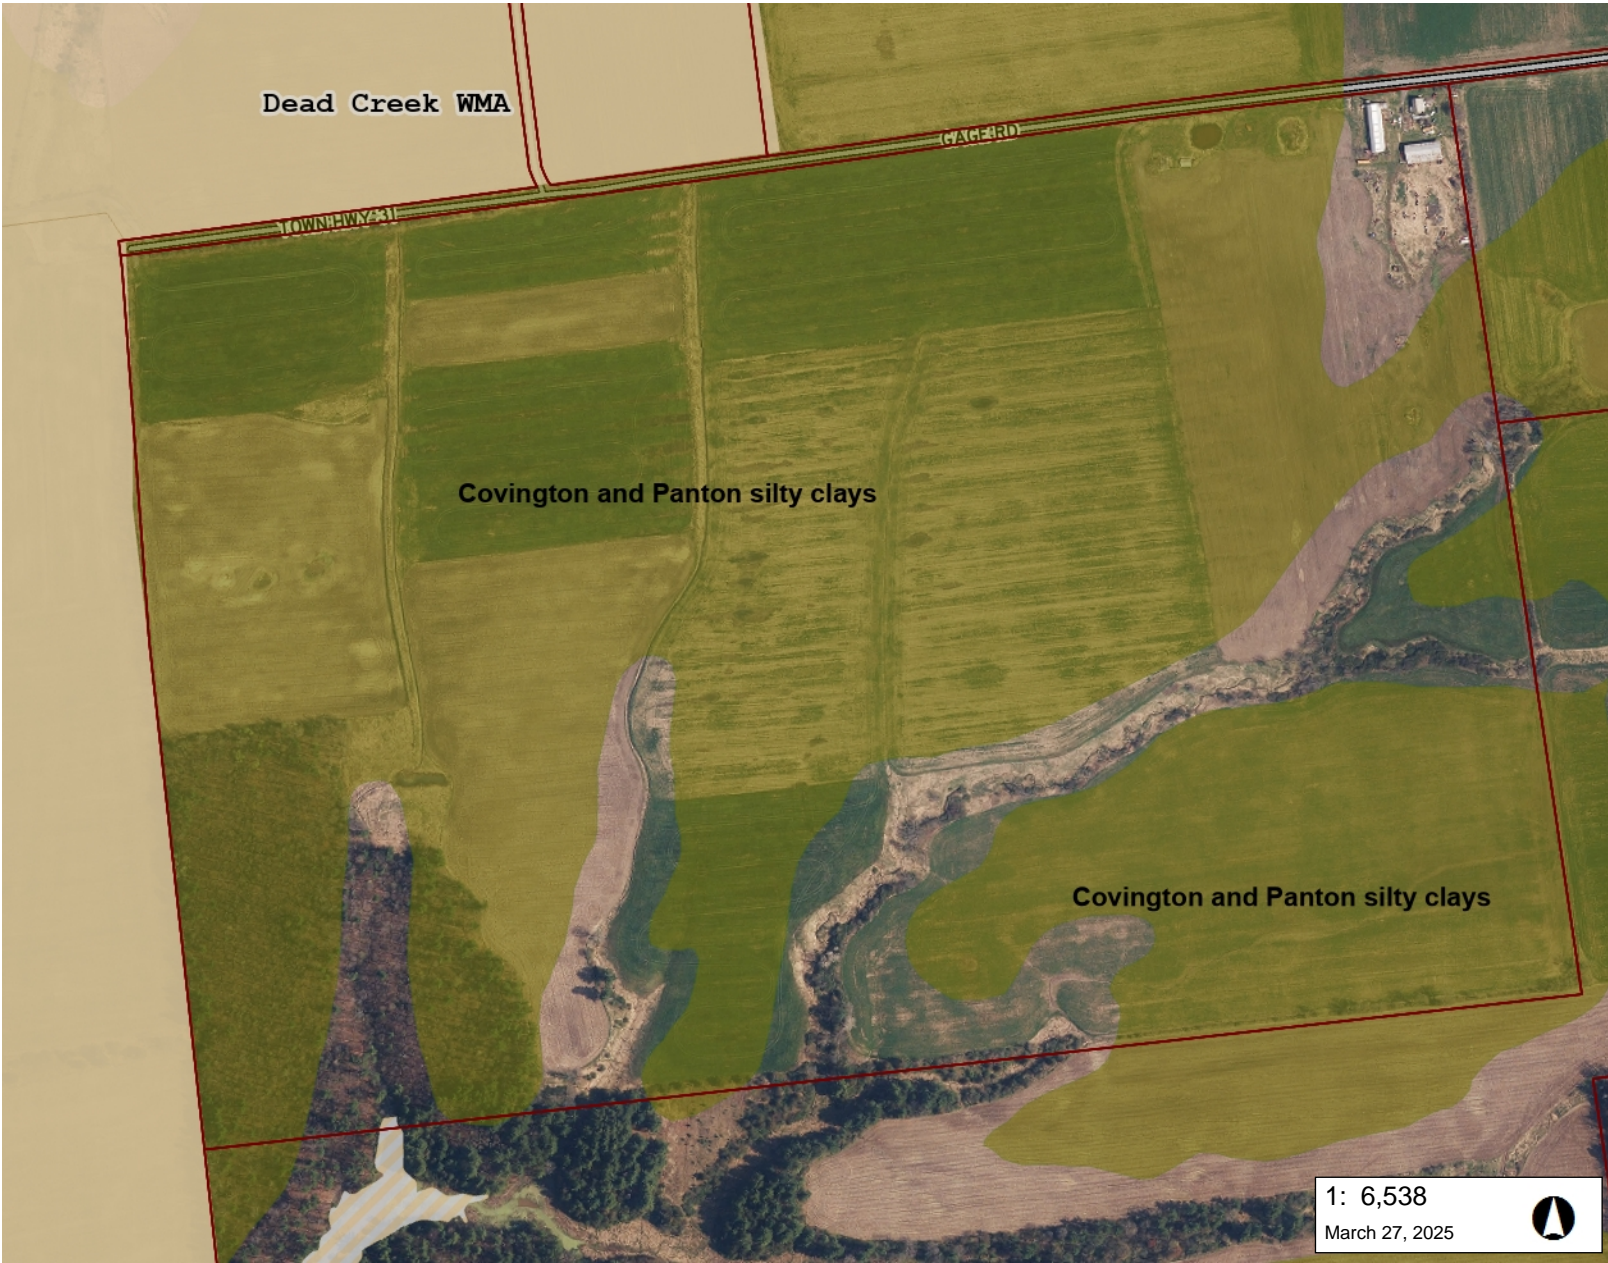 Dead Creek WMA
GAGE RD
TOWN HWY 31
Covington and Panton silty clays
Covington and Panton silty clays
1: 6,538
March 27, 2025